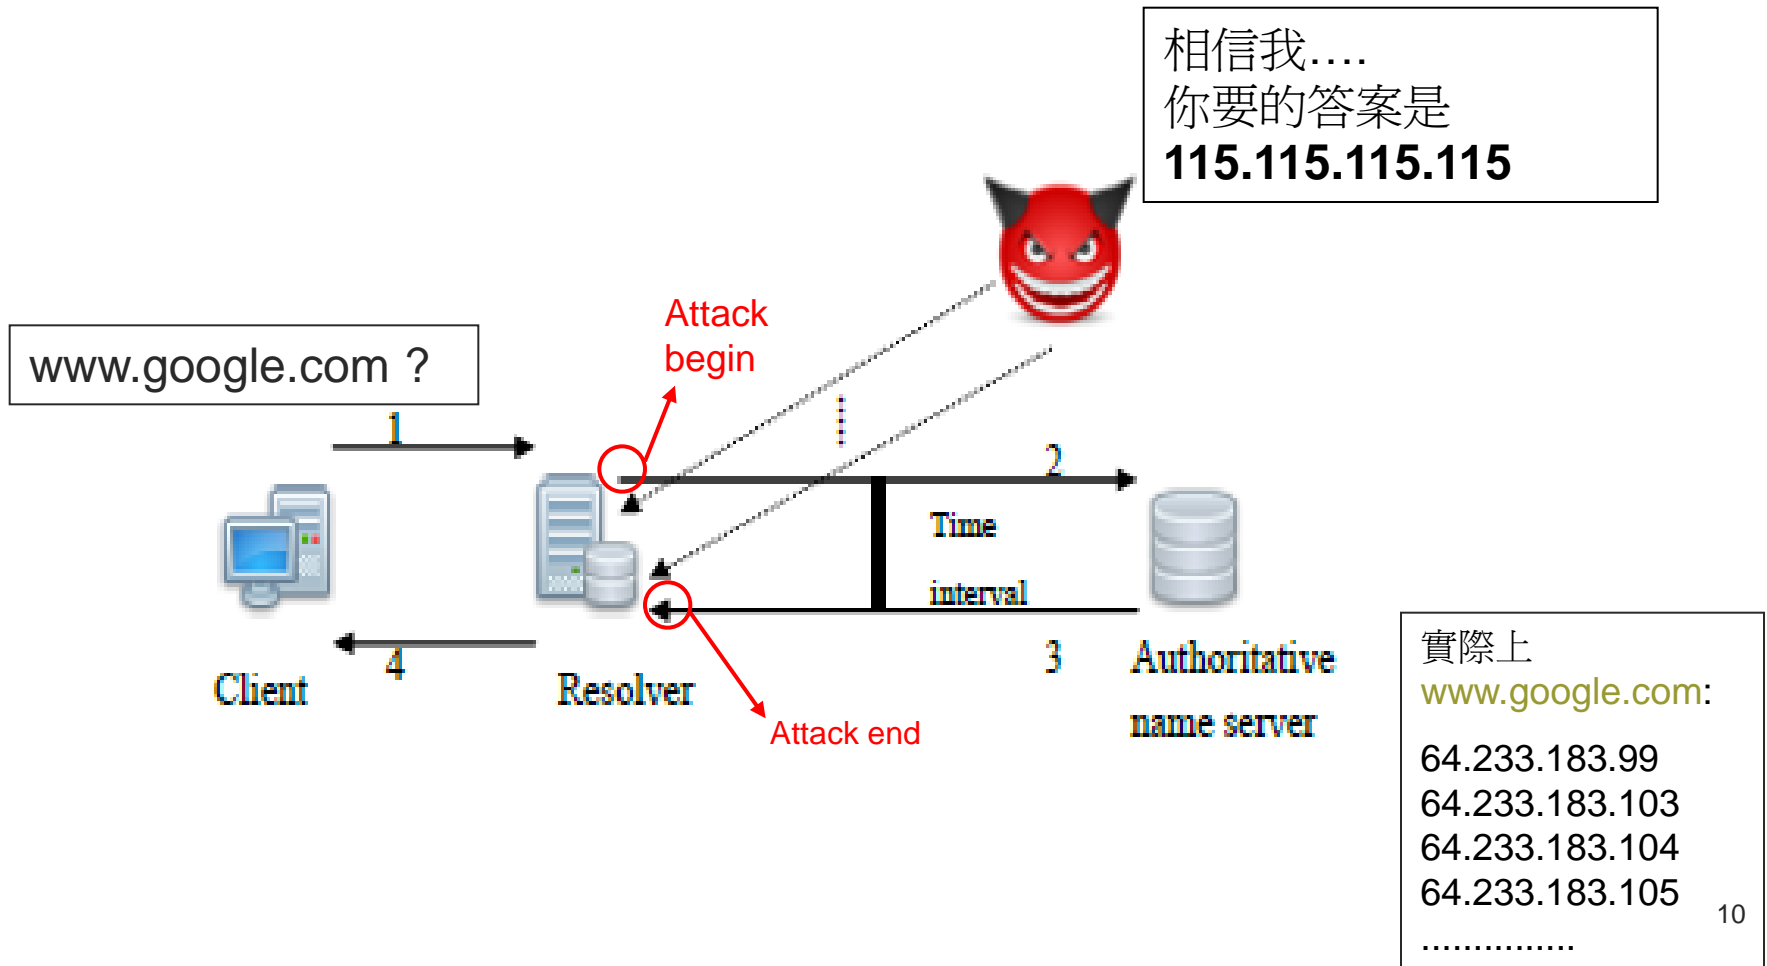 相信我....
你要的答案是
115.115.115.115
www.google.com ?
Attack
begin
1
2
Time
interval
3
4
Client
Resolver
Authoritative
name server
Attack end
實際上
www.google.com:
64.233.183.99
64.233.183.103
64.233.183.104
64.233.183.105
...............
10